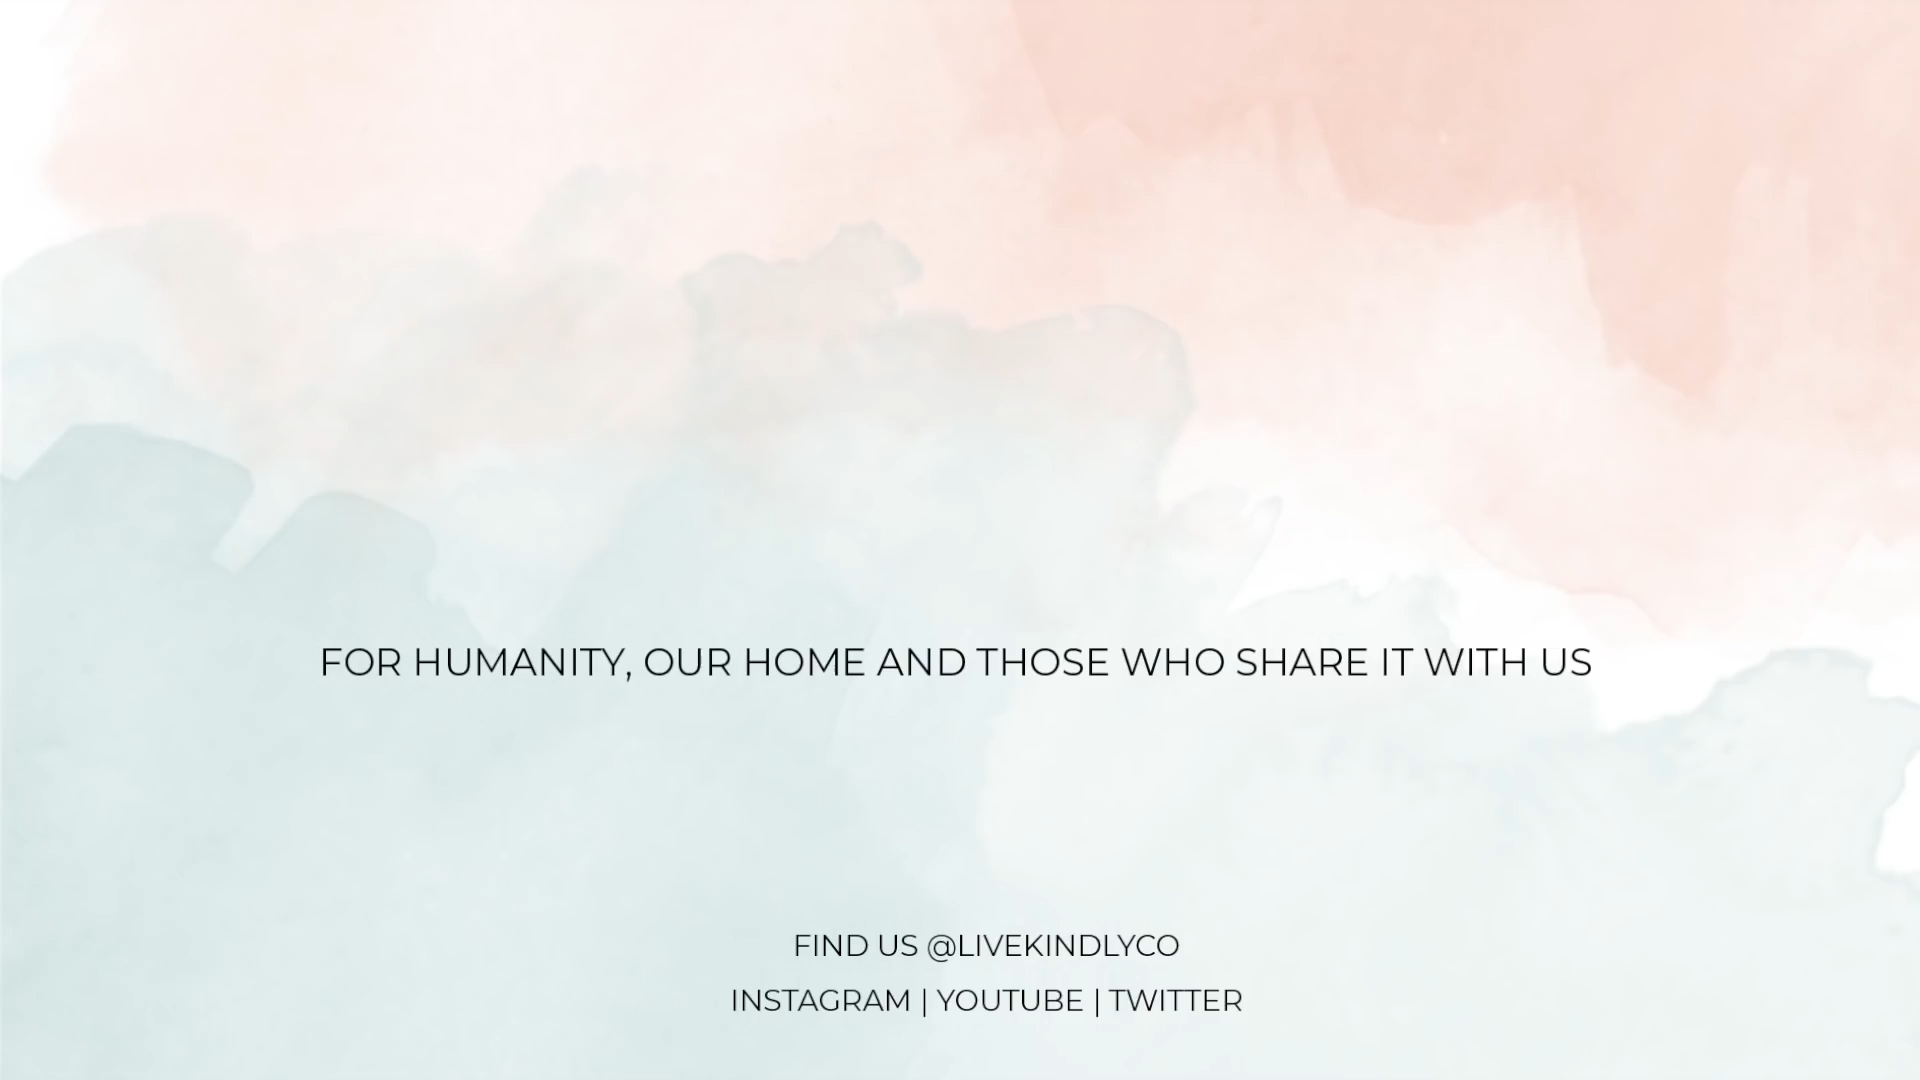 FOR HUMANITY, OUR HOME AND THOSE WHO SHARE IT WITH US
FIND US @LIVEKINDLYCO
INSTAGRAM | YOUTUBE | TWITTER